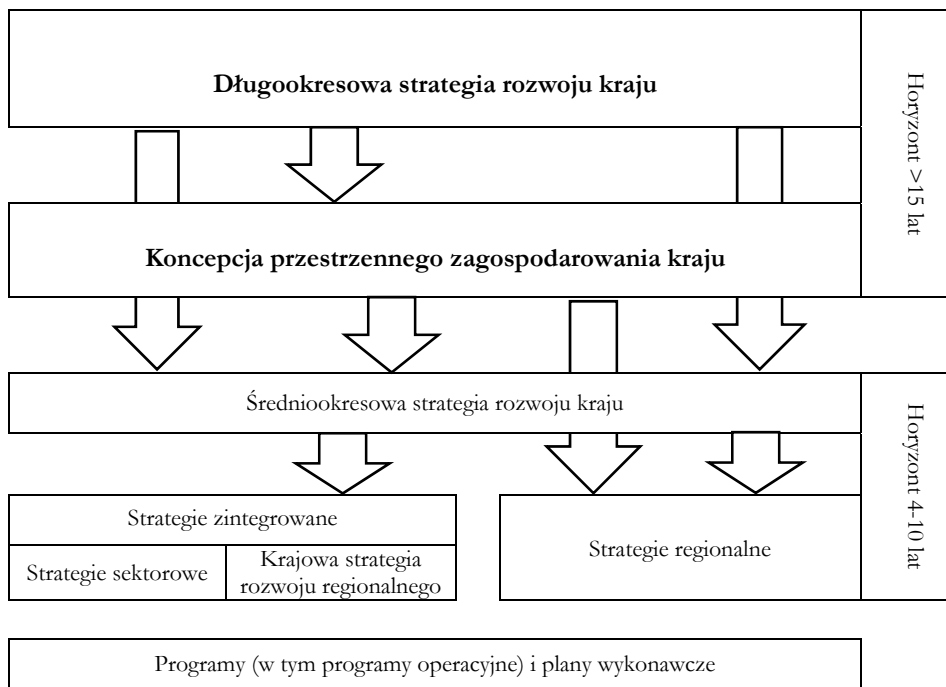 Długookresowa strategia rozwoju kraju
Horyzont >15 lat
Koncepcja przestrzennego zagospodarowania kraju
Średniookresowa strategia rozwoju kraju
Horyzont 4-10 lat
Strategie zintegrowane
Strategie sektorowe
Krajowa strategia
rozwoju regionalnego
Strategie regionalne
Programy (w tym programy operacyjne) i plany wykonawcze